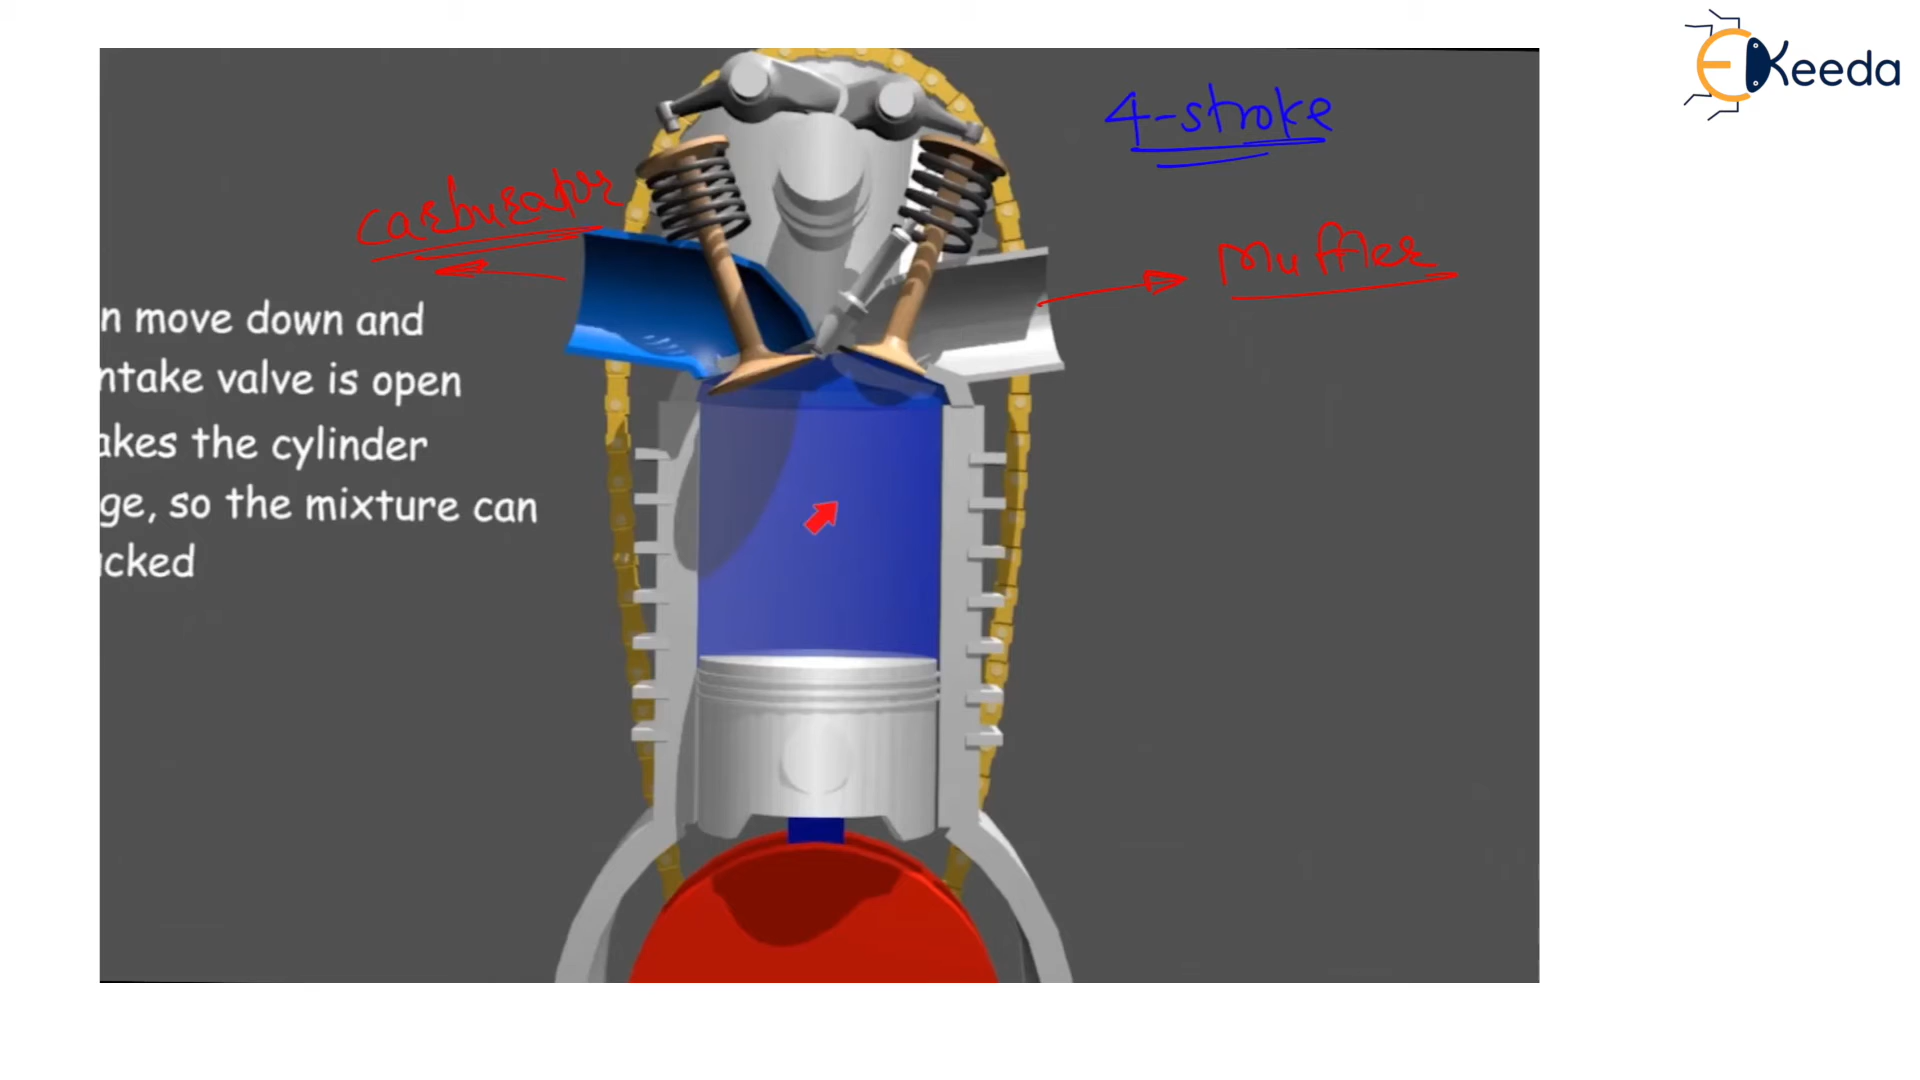 EKeeda
4-stroke
carburator
muffler
n move down and
ntake valve is open
akes the cylinder
ge, so the mixture can
cked